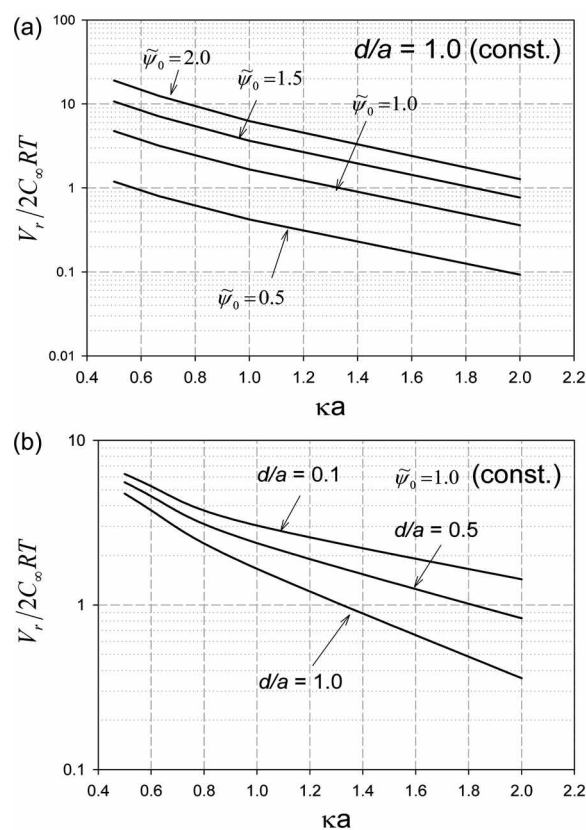 (a)
100
10
1
0.1
0.01
V_r/2C_∞RT
d/a = 1.0 (const.)
ψ̃₀=2.0
ψ̃₀=1.5
ψ̃₀=1.0
ψ̃₀=0.5
0.4 0.6 0.8 1.0 1.2 1.4 1.6 1.8 2.0 2.2
κa
(b)
10
1
0.1
V_r/2C_∞RT
d/a = 0.1
ψ̃₀=1.0 (const.)
d/a = 0.5
d/a = 1.0
0.4 0.6 0.8 1.0 1.2 1.4 1.6 1.8 2.0 2.2
κa